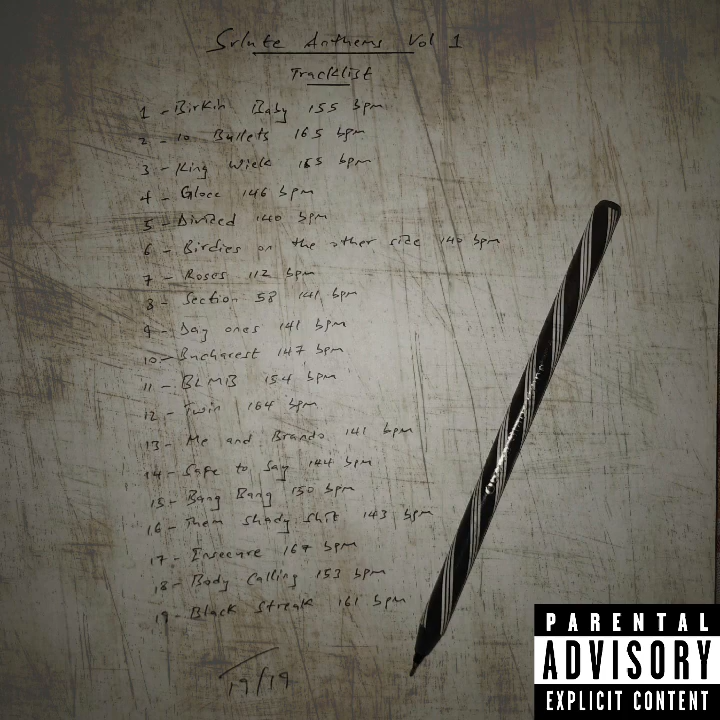 Srlute Anthems Vol 1
Tracklist
1 - Birkin Baby 155 bpm
2 - 10 Bullets 165 bpm
3 - King Wick 155 bpm
4 - Glocc 146 bpm
5 - Divided 140 bpm
6 - Birdies on the other side 140 bpm
7 - Roses 112 bpm
8 - Section 58 141 bpm
9 - Day ones 141 bpm
10 - Bucharest 147 bpm
11 - BLMB 154 bpm
12 - Twin 164 bpm
13 - Me and Brando 141 bpm
14 - Safe to say 144 bpm
15 - Bang Bang 150 bpm
16 - Them shady shit 143 bpm
17 - Insecure 167 bpm
18 - Body Calling 153 bpm
19 - Black Streak 161 bpm
19/19
PARENTAL
ADVISORY
EXPLICIT CONTENT